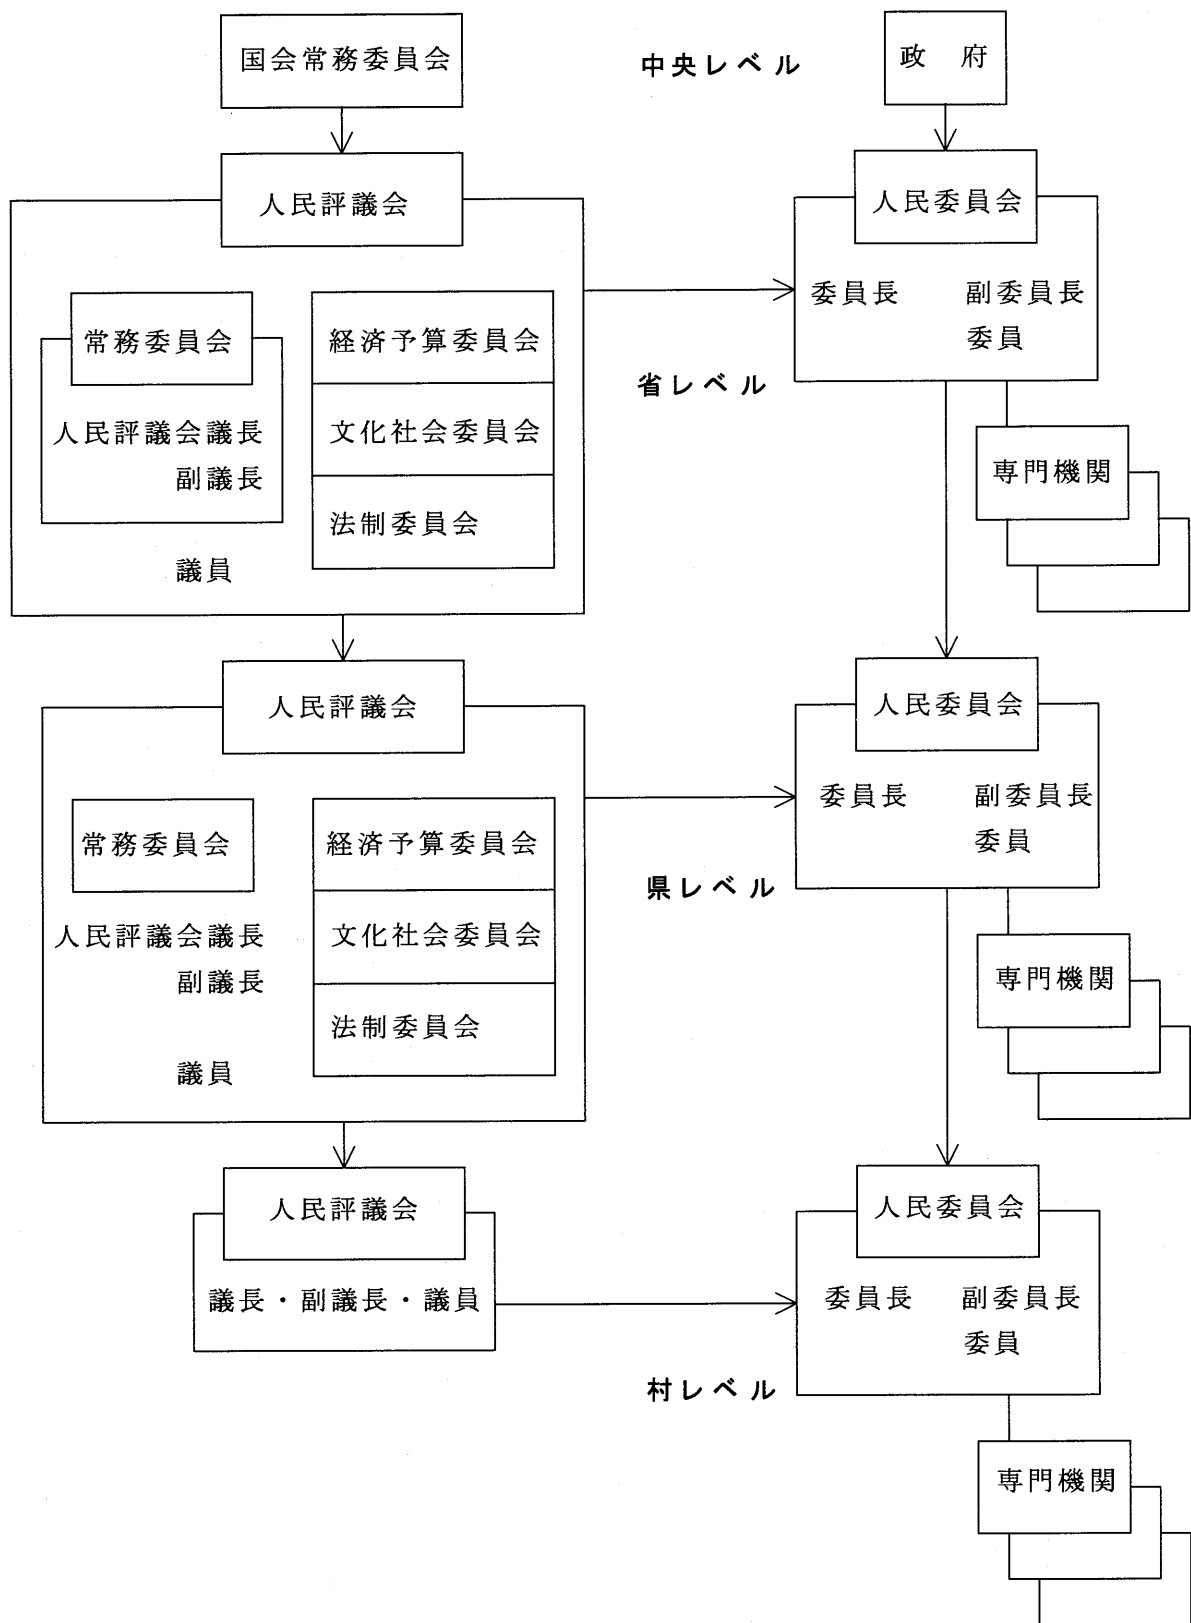 国会常務委員会
中央レベル
政 府
人民評議会
人民委員会
委員長 副委員長
委員
常務委員会
人民評議会議長
副議長
議員
経済予算委員会
文化社会委員会
法制委員会
省レベル
専門機関
人民評議会
人民委員会
委員長 副委員長
委員
常務委員会
人民評議会議長
副議長
議員
経済予算委員会
文化社会委員会
法制委員会
県レベル
専門機関
人民評議会
議長・副議長・議員
人民委員会
委員長 副委員長
委員
村レベル
専門機関